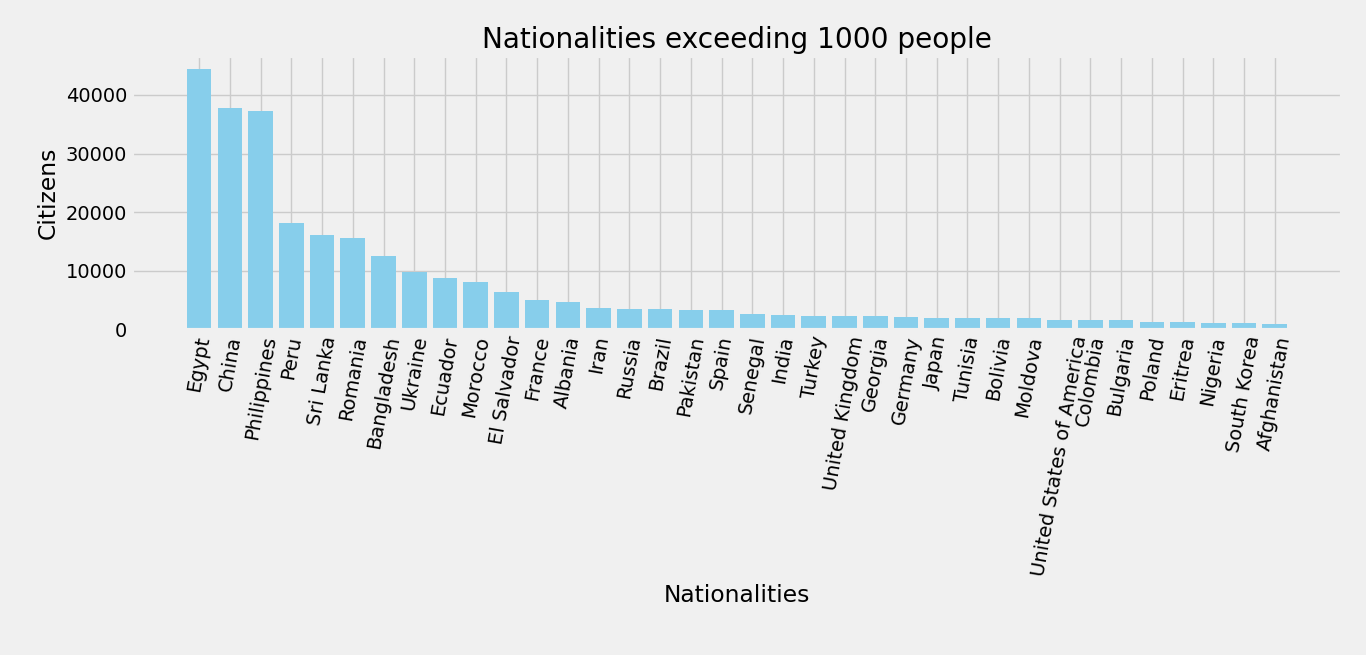 Nationalities exceeding 1000 people
Citizens
40000
30000
20000
10000
0
Egypt
China
Philippines
Peru
Sri Lanka
Romania
Bangladesh
Ukraine
Ecuador
Morocco
El Salvador
France
Albania
Iran
Russia
Brazil
Pakistan
Spain
Senegal
India
Turkey
United Kingdom
Georgia
Germany
Japan
Tunisia
Bolivia
Moldova
United States of America
Colombia
Bulgaria
Poland
Eritrea
Nigeria
South Korea
Afghanistan
Nationalities